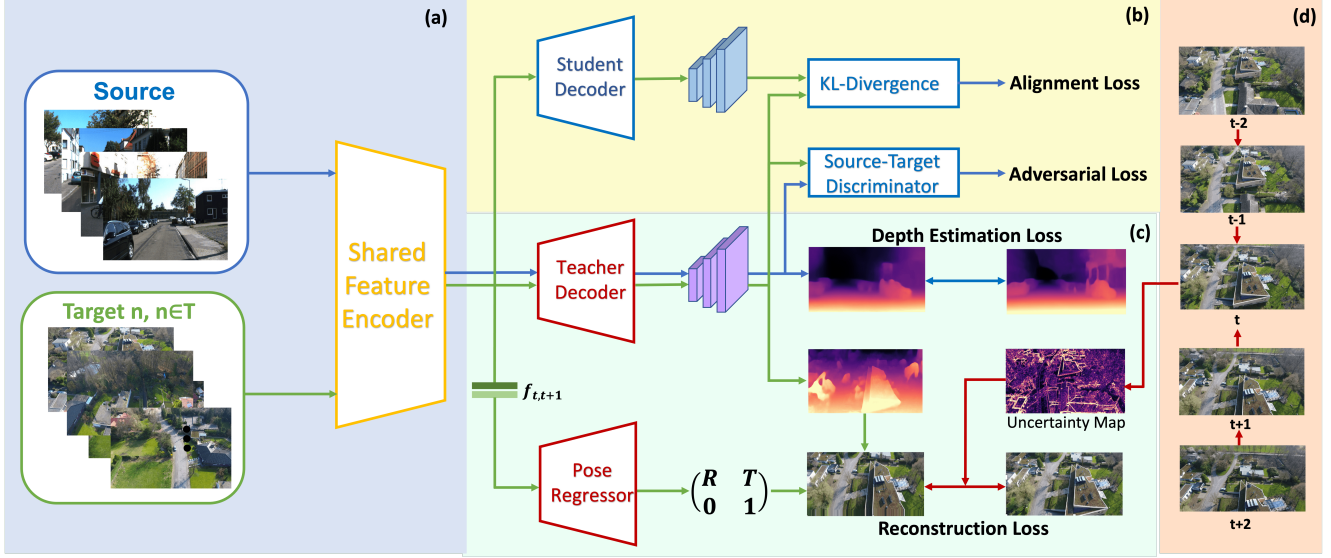 (a)
Source
Target n, n∈T
Shared
Feature
Encoder
(b)
Student
Decoder
KL-Divergence
Alignment Loss
Source-Target
Discriminator
Adversarial Loss
(c)
Depth Estimation Loss
Teacher
Decoder
f t,t+1
Uncertainty Map
Pose
Regressor
R T
0 1
Reconstruction Loss
(d)
t-2
t-1
t
t+1
t+2